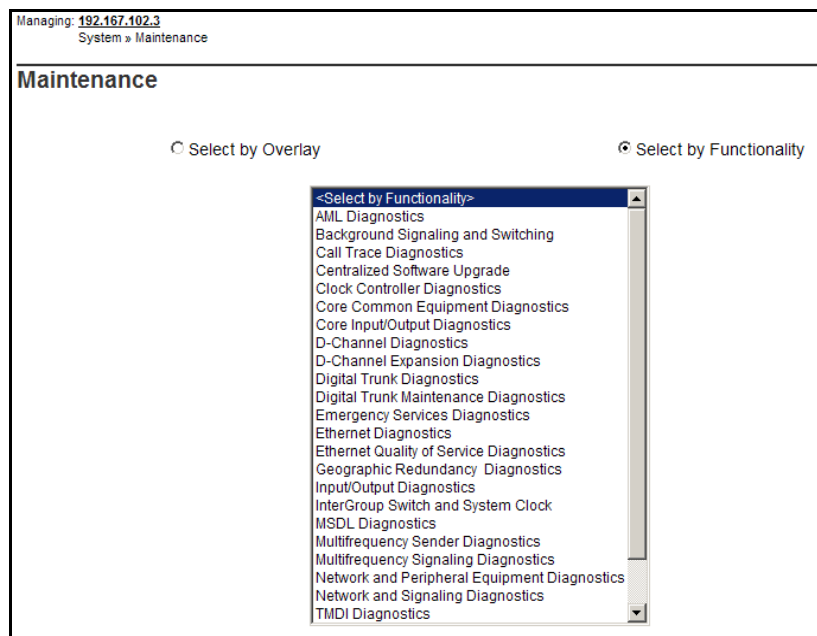 Managing: 192.167.102.3
System » Maintenance
Maintenance
Select by Overlay
Select by Functionality
<Select by Functionality>
AML Diagnostics
Background Signaling and Switching
Call Trace Diagnostics
Centralized Software Upgrade
Clock Controller Diagnostics
Core Common Equipment Diagnostics
Core Input/Output Diagnostics
D-Channel Diagnostics
D-Channel Expansion Diagnostics
Digital Trunk Diagnostics
Digital Trunk Maintenance Diagnostics
Emergency Services Diagnostics
Ethernet Diagnostics
Ethernet Quality of Service Diagnostics
Geographic Redundancy Diagnostics
Input/Output Diagnostics
InterGroup Switch and System Clock
MSDL Diagnostics
Multifrequency Sender Diagnostics
Multifrequency Signaling Diagnostics
Network and Peripheral Equipment Diagnostics
Network and Signaling Diagnostics
TMDI Diagnostics